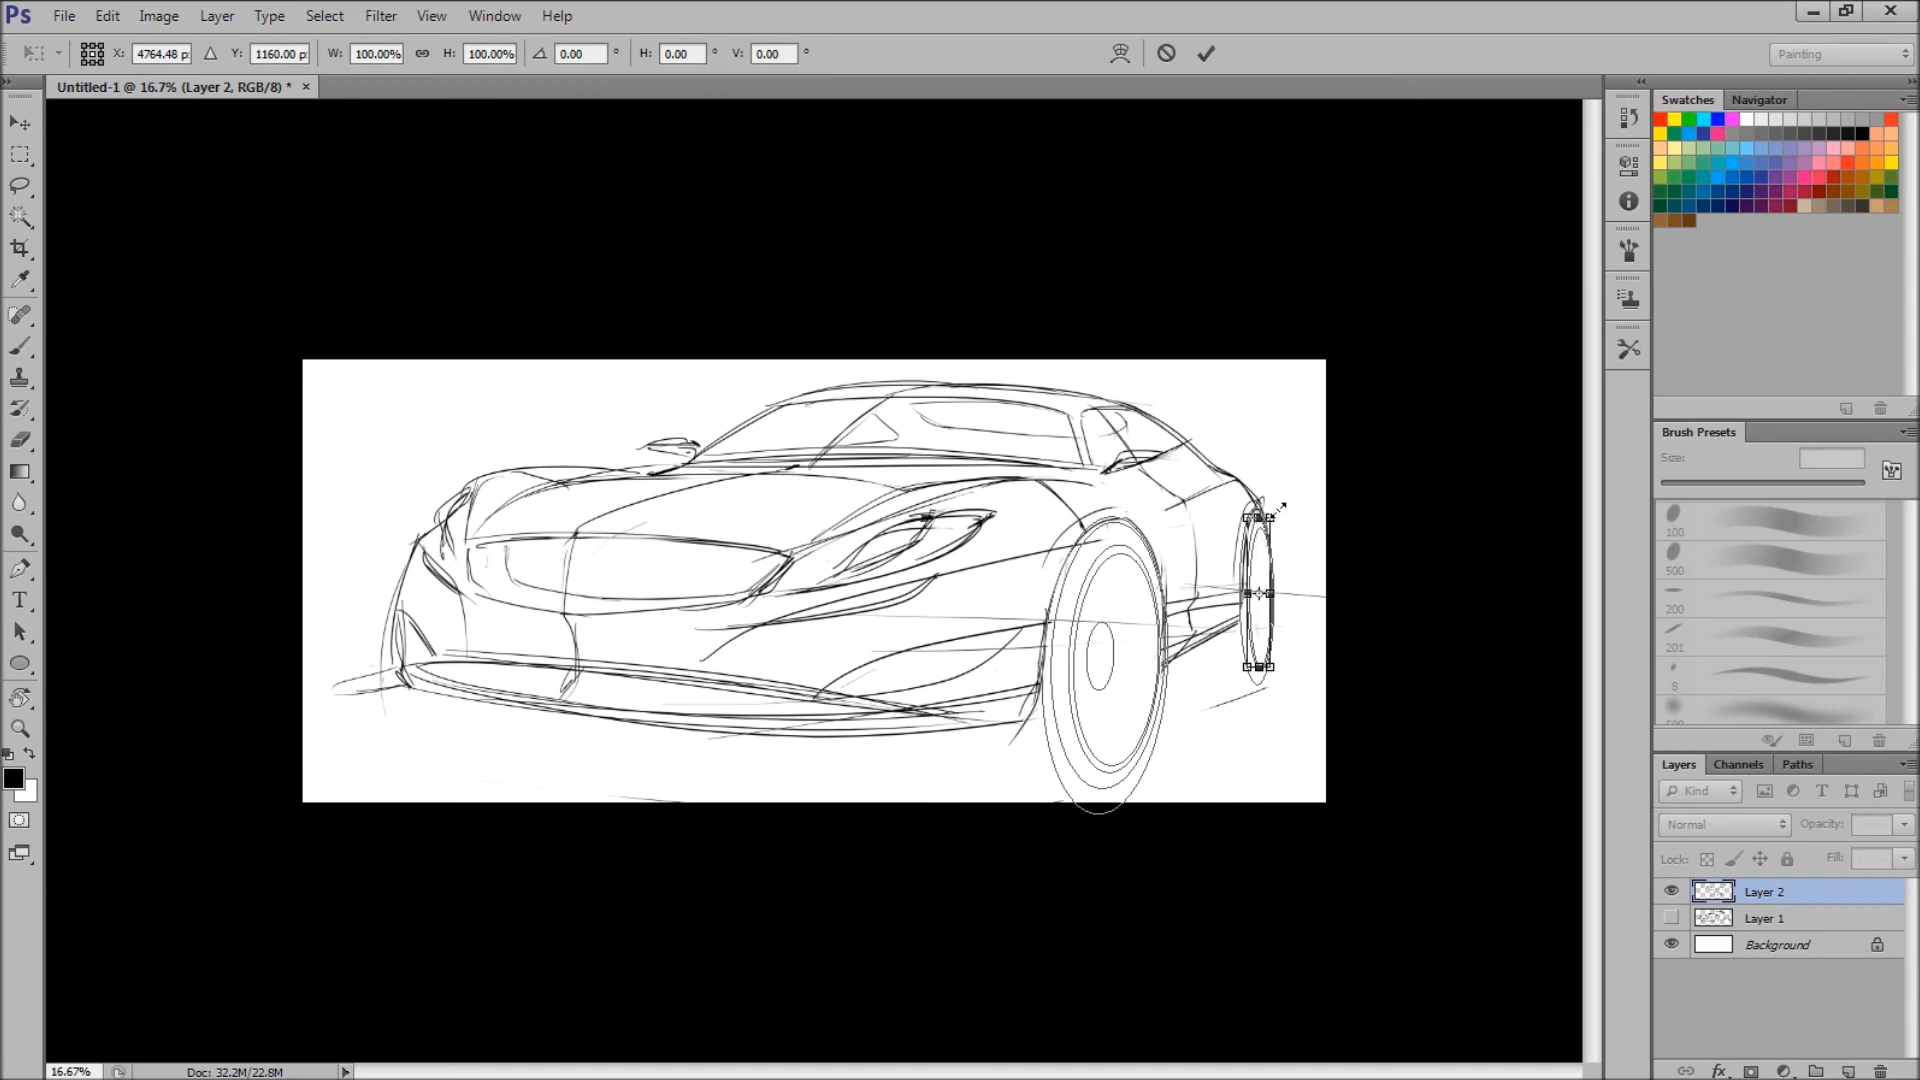 Ps File Edit Image Layer Type Select Filter View Window Help
X: 4764.48 p: Y: 1160.00 p: W: 100.00% H: 100.00% 0.00 ° H: 0.00 ° V: 0.00 ° Painting
Untitled-1 @ 16.7% (Layer 2, RGB/8) * ×
Swatches Navigator
Brush Presets
Size:
100
500
200
201
8
Layers Channels Paths
Kind
Normal Opacity:
Lock: Fill:
Layer 2
Layer 1
Background
16.67% Doc: 32.2M/22.8M